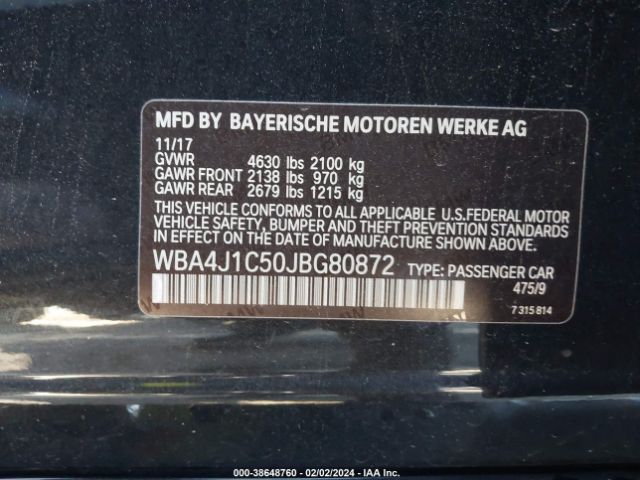 MFD BY BAYERISCHE MOTOREN WERKE AG
11/17
GVWR 4630 lbs 2100 kg
GAWR FRONT 2138 lbs 970 kg
GAWR REAR 2679 lbs 1215 kg
THIS VEHICLE CONFORMS TO ALL APPLICABLE U.S.FEDERAL MOTOR
VEHICLE SAFETY, BUMPER AND THEFT PREVENTION STANDARDS
IN EFFECT ON THE DATE OF MANUFACTURE SHOWN ABOVE.
WBA4J1C50JBG80872 TYPE: PASSENGER CAR
475/9
7 315 814
000-38648760 - 02/02/2024 - IAA Inc.